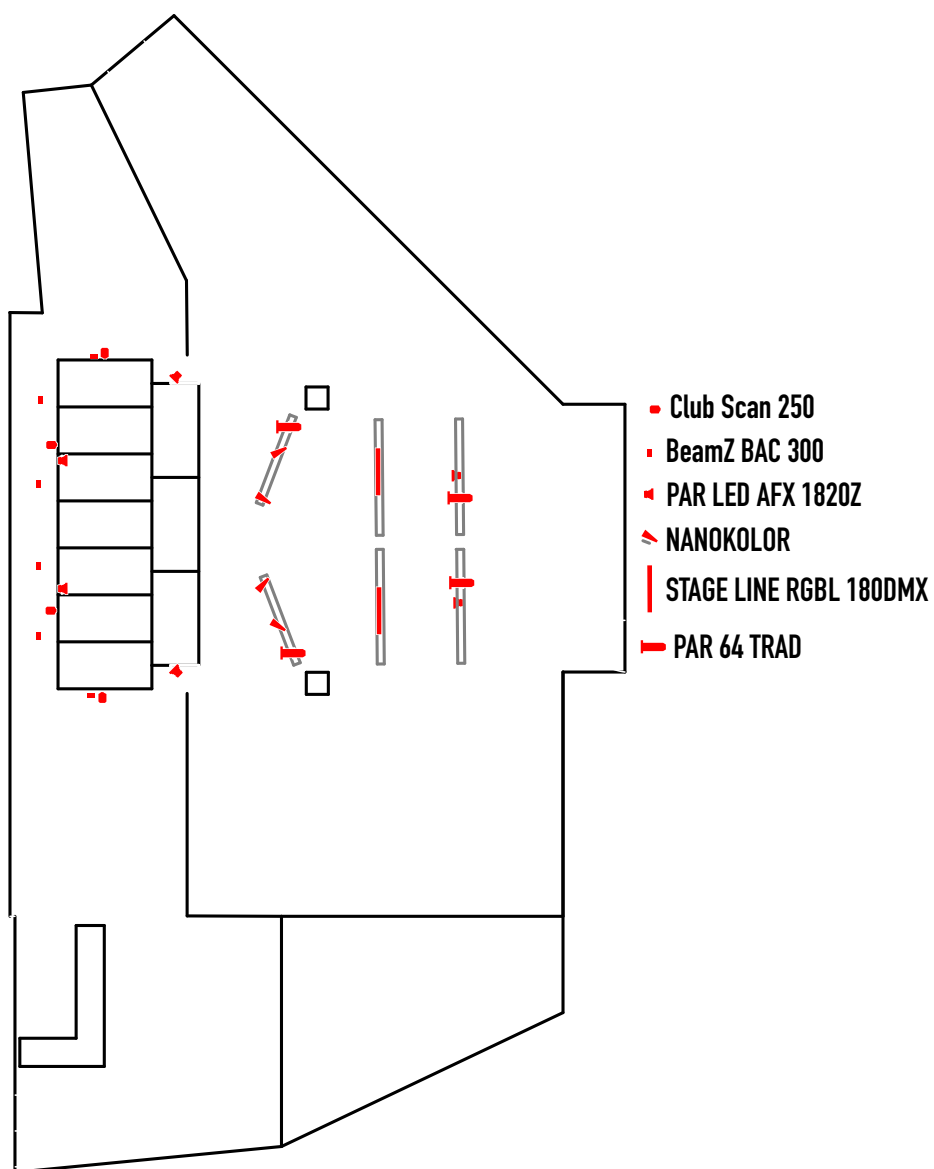 Club Scan 250
BeamZ BAC 300
PAR LED AFX 1820Z
NANOKOLOR
STAGE LINE RGBL 180DMX
PAR 64 TRAD